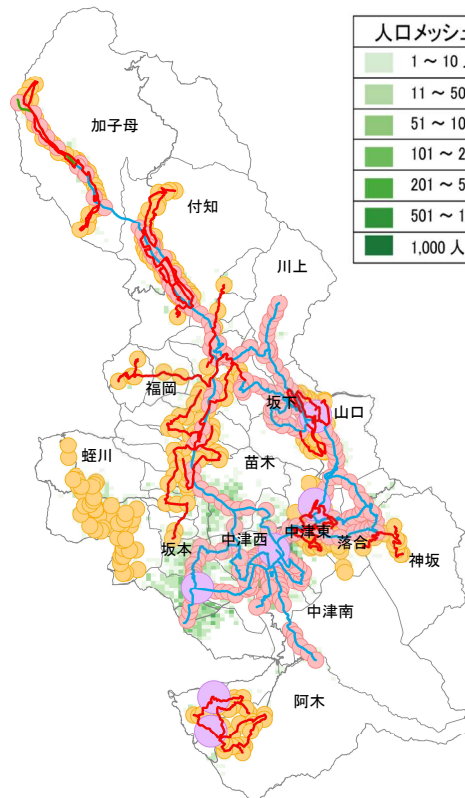 人口メッシュ
1 ～ 10
11 ～ 50
51 ～ 10
101 ～ 2
201 ～ 5
501 ～ 1
1,000 人
加子母
付知
川上
福岡
坂下
山口
蛭川
苗木
坂本
中津西
中津東
落合
神坂
中津南
阿木